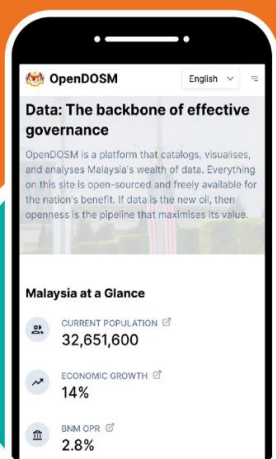 OpenDOSM
English
Data: The backbone of effective
governance
OpenDOSM is a platform that catalogs, visualises,
and analyses Malaysia's wealth of data. Everything
on this site is open-sourced and freely available for
the nation's benefit. If data is the new oil, then
openness is the pipeline that maximises its value.
Malaysia at a Glance
CURRENT POPULATION
32,651,600
ECONOMIC GROWTH
14%
BNM OPR
2.8%